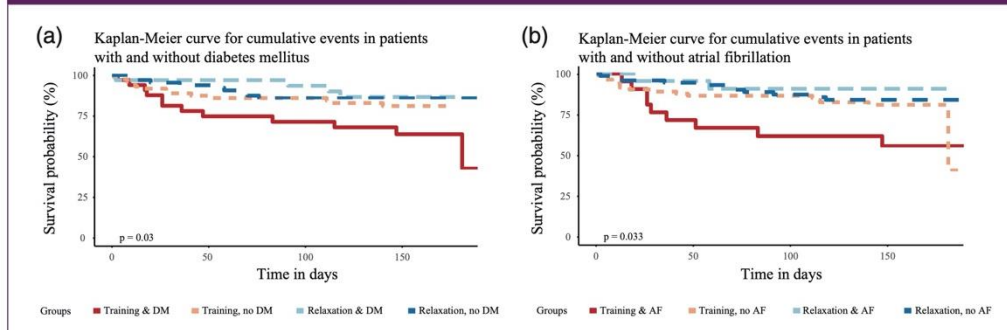 (a)
Kaplan-Meier curve for cumulative events in patients
with and without diabetes mellitus
Survival probability (%)
100
75
50
25
0
p = 0.03
0
50
100
150
Time in days
Groups
Training & DM
Training, no DM
Relaxation & DM
Relaxation, no DM
(b)
Kaplan-Meier curve for cumulative events in patients
with and without atrial fibrillation
Survival probability (%)
100
75
50
25
0
p = 0.033
0
50
100
150
Time in days
Groups
Training & AF
Training, no AF
Relaxation & AF
Relaxation, no AF